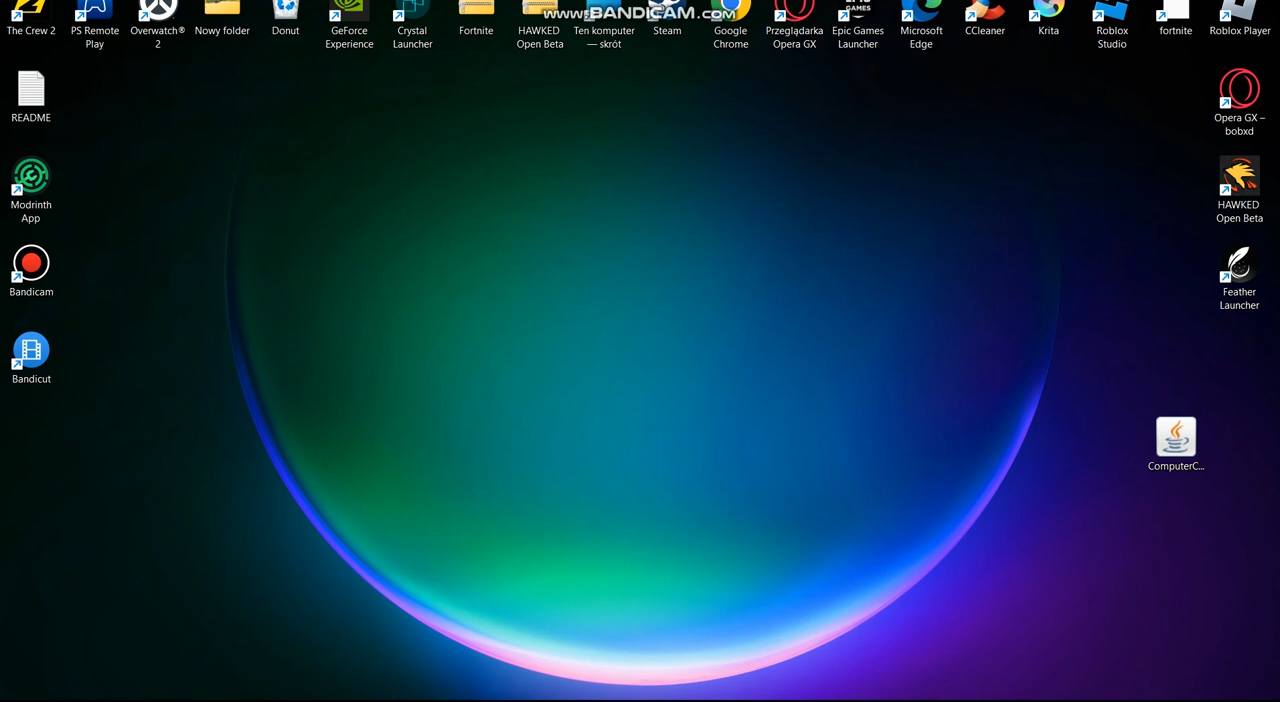 www.BANDICAM.com
The Crew 2
PS Remote
Play
Overwatch®
2
Nowy folder
Donut
GeForce
Experience
Crystal
Launcher
Fortnite
HAWKED
Open Beta
Ten komputer
— skrót
Steam
Google
Chrome
Przeglądarka
Opera GX
EPIC
GAMES
Epic Games
Launcher
Microsoft
Edge
CCleaner
Krita
Roblox
Studio
fortnite
Roblox Player
README
Opera GX –
bobxd
Modrinth
App
HAWKED
Open Beta
Bandicam
Feather
Launcher
Bandicut
ComputerC...